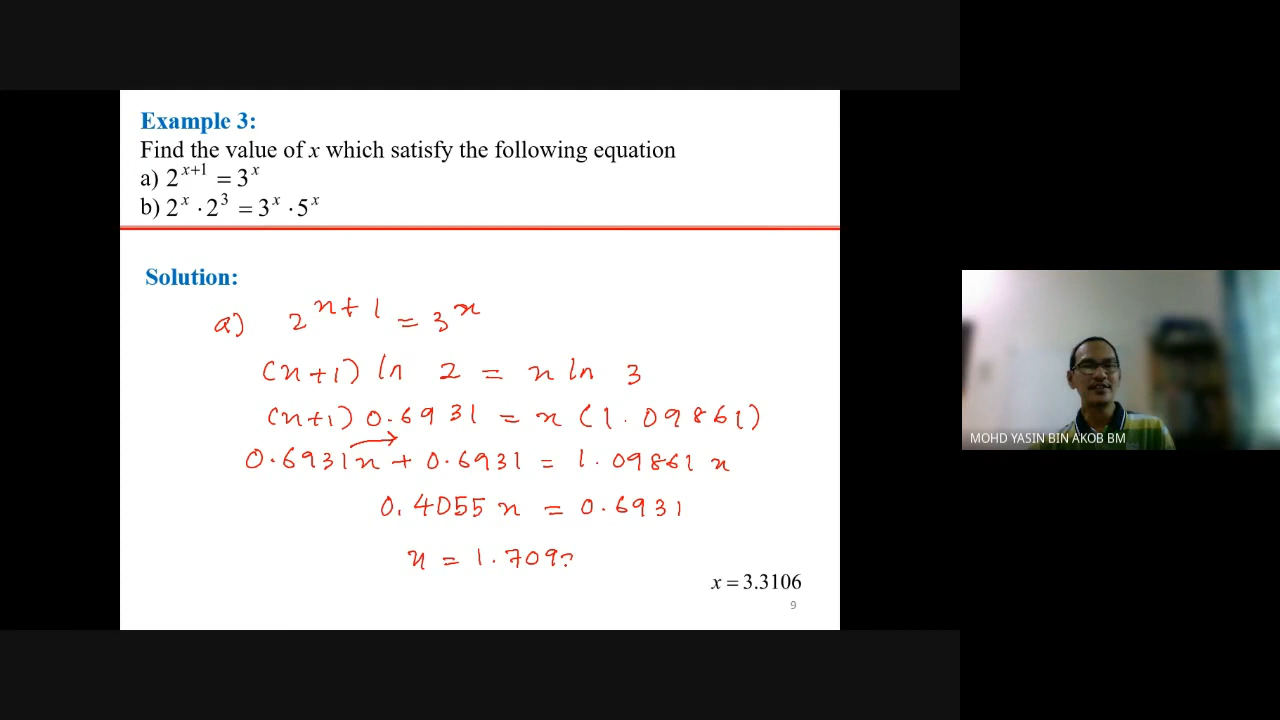 Example 3:
Find the value of x which satisfy the following equation
a) 2^{x+1} = 3^x
b) 2^x · 2^3 = 3^x · 5^x
Solution:
a) 2^{x+1} = 3^x
(x+1) ln 2 = x ln 3
(x+1) 0.6931 = x (1.09861)
0.6931x + 0.6931 = 1.09861 x
0.4055 x = 0.6931
x = 1.709
x = 3.3106
9
MOHD YASIN BIN AKOB BM